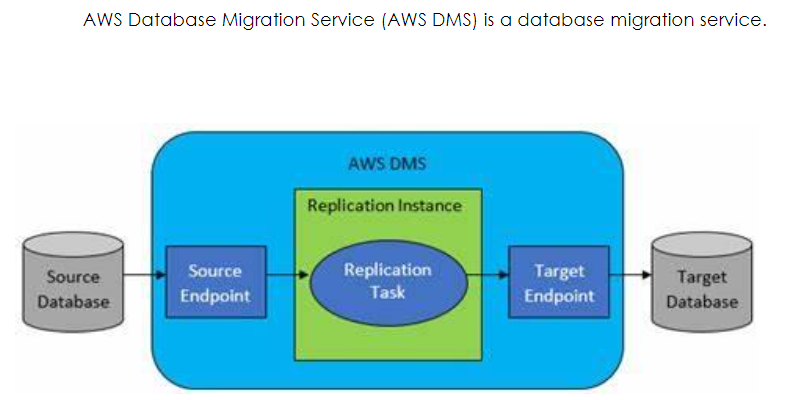 AWS Database Migration Service (AWS DMS) is a database migration service.
AWS DMS
Replication Instance
Source
Database
Source
Endpoint
Replication
Task
Target
Endpoint
Target
Database